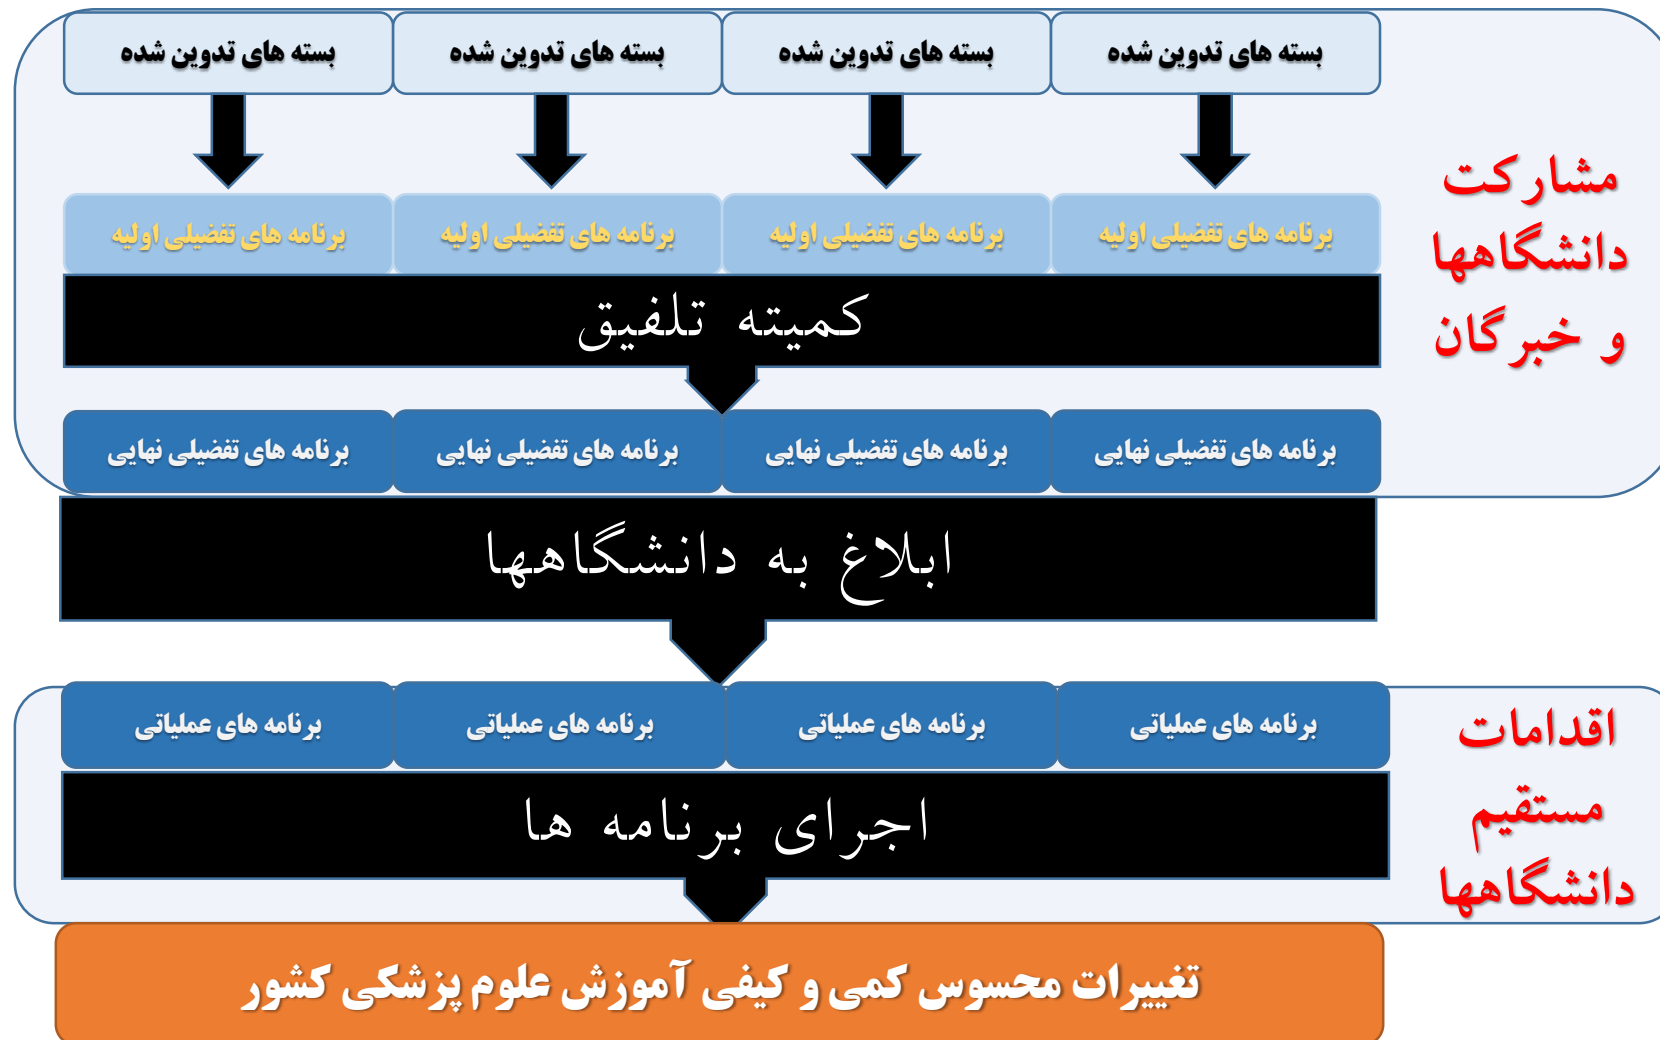 بسته های تدوین شده
بسته های تدوین شده
بسته های تدوین شده
بسته های تدوین شده
مشارکت
دانشگاهها
و خبرگان
برنامه های تفضیلی اولیه
برنامه های تفضیلی اولیه
برنامه های تفضیلی اولیه
برنامه های تفضیلی اولیه
کمیته تلفیق
برنامه های تفضیلی نهایی
برنامه های تفضیلی نهایی
برنامه های تفضیلی نهایی
برنامه های تفضیلی نهایی
ابلاغ به دانشگاهها
اقدامات
مستقیم
دانشگاهها
برنامه های عملیاتی
برنامه های عملیاتی
برنامه های عملیاتی
برنامه های عملیاتی
اجرای برنامه ها
تغییرات محسوس کمی و کیفی آموزش علوم پزشکی کشور